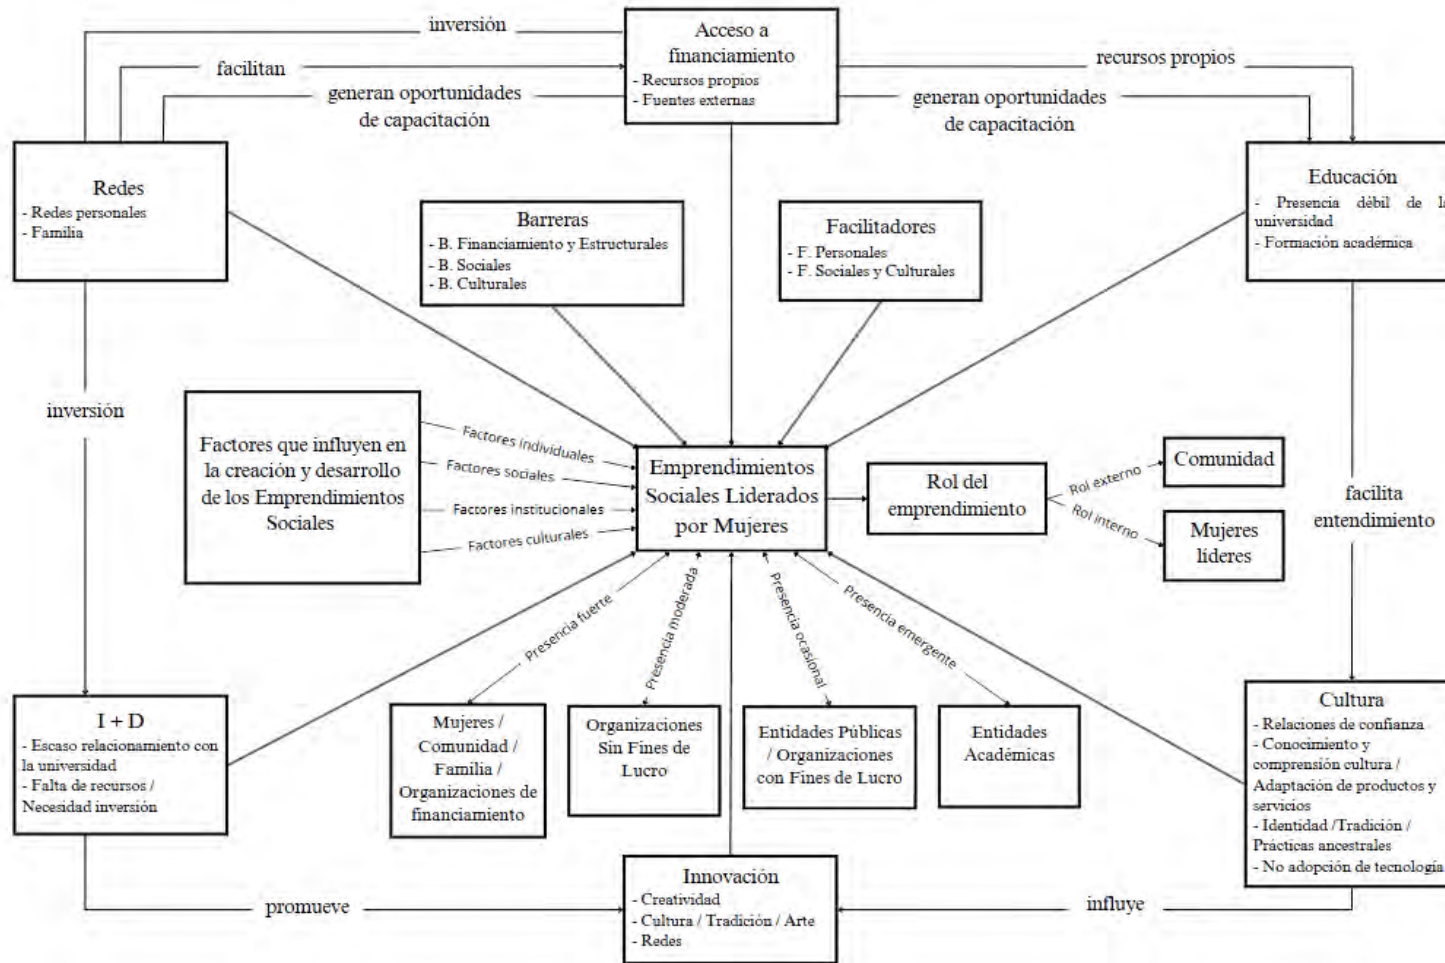 inversión
facilitan
generan oportunidades
de capacitación
Acceso a
financiamiento
- Recursos propios
- Fuentes externas
recursos propios
generan oportunidades
de capacitación
Redes
- Redes personales
- Familia
Barreras
- B. Financiamiento y Estructurales
- B. Sociales
- B. Culturales
Facilitadores
- F. Personales
- F. Sociales y Culturales
Educación
- Presencia débil de la
universidad
- Formación académica
inversión
Factores que influyen en
la creación y desarrollo
de los Emprendimientos
Sociales
Factores individuales
Factores sociales
Factores institucionales
Factores culturales
Emprendimientos
Sociales Liderados
por Mujeres
Rol del
emprendimiento
Rol externo
Rol interno
Comunidad
Mujeres
líderes
facilita
entendimiento
Presencia fuerte
Presencia moderada
Presencia ocasional
Presencia emergente
I + D
- Escaso relacionamiento con
la universidad
- Falta de recursos /
Necesidad inversión
Mujeres /
Comunidad /
Familia /
Organizaciones de
financiamiento
Organizaciones
Sin Fines de
Lucro
Entidades Públicas
/ Organizaciones
con Fines de Lucro
Entidades
Académicas
Cultura
- Relaciones de confianza
- Conocimiento y
comprensión cultura /
Adaptación de productos y
servicios
- Identidad /Tradición /
Prácticas ancestrales
- No adopción de tecnología
promueve
Innovación
- Creatividad
- Cultura / Tradición / Arte
- Redes
influye